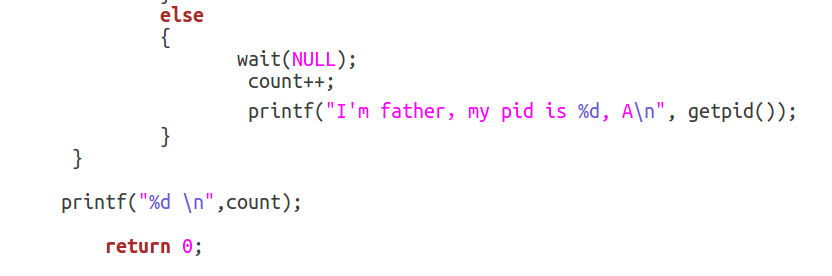 else
{
wait(NULL);
count++;
printf("I'm father, my pid is %d, A\n", getpid());
}
}
printf("%d \n",count);
return 0;